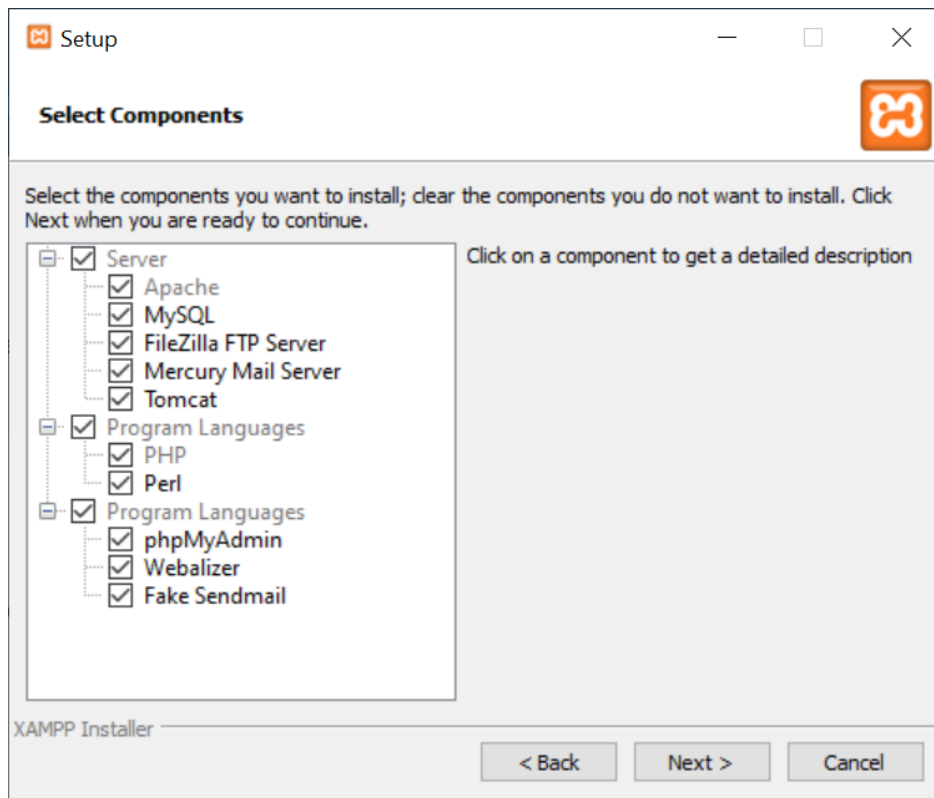 Setup
Select Components
Select the components you want to install; clear the components you do not want to install. Click
Next when you are ready to continue.
Server
Apache
MySQL
FileZilla FTP Server
Mercury Mail Server
Tomcat
Program Languages
PHP
Perl
Program Languages
phpMyAdmin
Webalizer
Fake Sendmail
Click on a component to get a detailed description
XAMPP Installer
< Back
Next >
Cancel